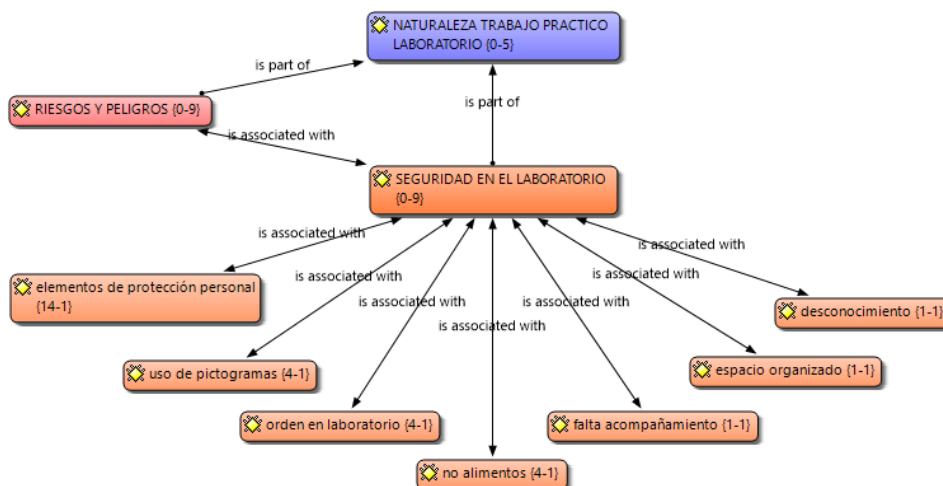 NATURALEZA TRABAJO PRACTICO
LABORATORIO {0-5}
is part of
RIESGOS Y PELIGROS {0-9}
is part of
is associated with
SEGURIDAD EN EL LABORATORIO
{0-9}
is associated with
is associated with
is associated with
is associated with
is associated with
is associated with
is associated with
elementos de protección personal
{14-1}
desconocimiento {1-1}
uso de pictogramas {4-1}
espacio organizado {1-1}
orden en laboratorio {4-1}
falta acompañamiento {1-1}
no alimentos {4-1}